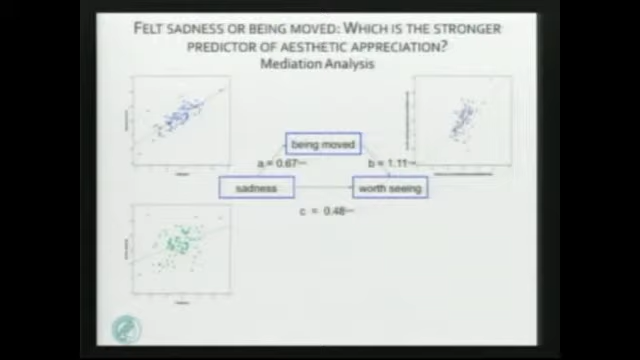 FELT SADNESS OR BEING MOVED: WHICH IS THE STRONGER
PREDICTOR OF AESTHETIC APPRECIATION?
Mediation Analysis
being moved
a = 0.67
b = 1.11
sadness
worth seeing
c = 0.48